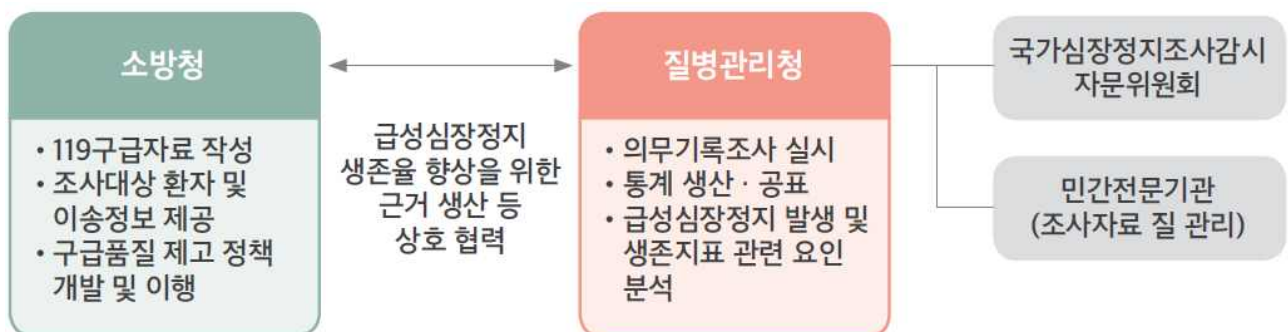 소방청
• 119구급자료 작성
• 조사대상 환자 및
이송정보 제공
• 구급품질 제고 정책
개발 및 이행
급성심장정지
생존율 향상을 위한
근거 생산 등
상호 협력
질병관리청
• 의무기록조사 실시
• 통계 생산 · 공표
• 급성심장정지 발생 및
생존지표 관련 요인
분석
국가심장정지조사감시
자문위원회
민간전문기관
(조사자료 질 관리)